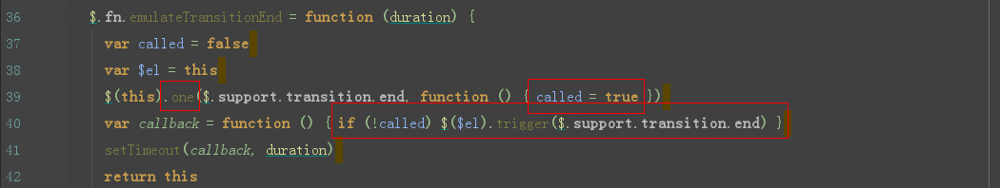 36 $.fn.emulateTransitionEnd = function (duration) {
37 var called = false
38 var $el = this
39 $(this).one($.support.transition.end, function () { called = true })
40 var callback = function () { if (!called) $($el).trigger($.support.transition.end) }
41 setTimeout(callback, duration)
42 return this